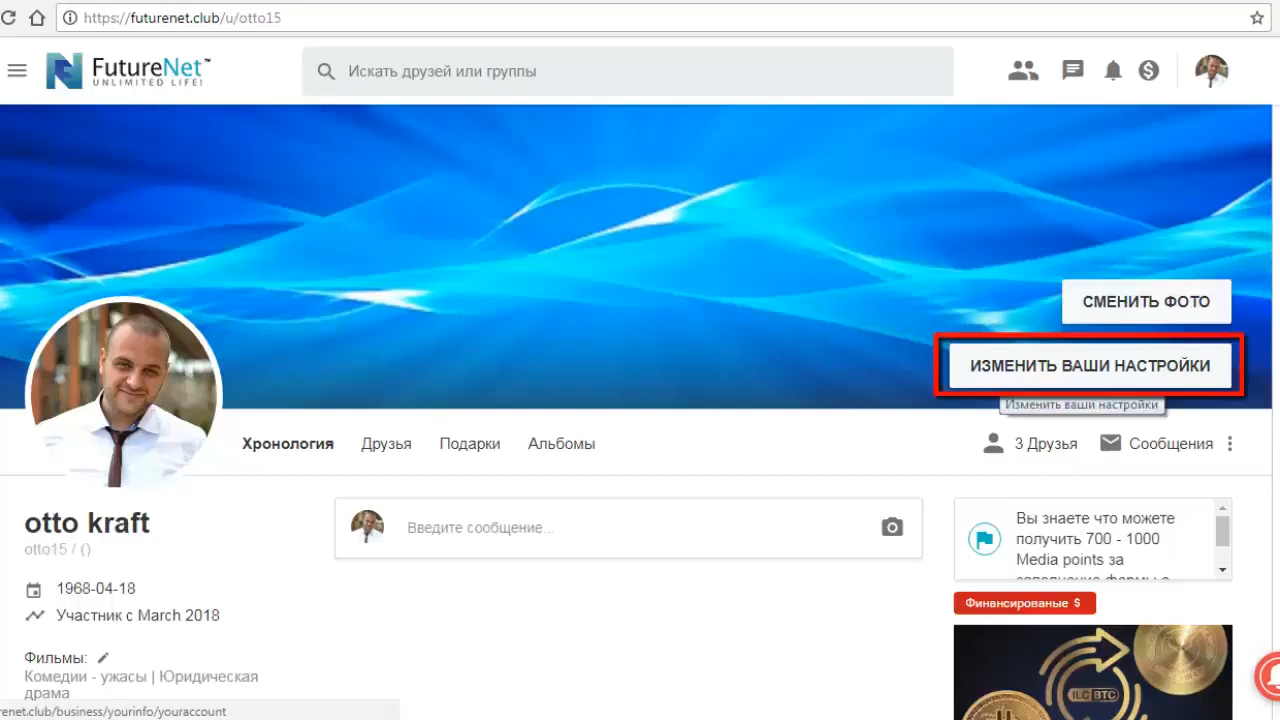 https://futurenet.club/u/otto15
FutureNet™
UNLIMITED LIFE!
Искать друзей или группы
СМЕНИТЬ ФОТО
ИЗМЕНИТЬ ВАШИ НАСТРОЙКИ
Изменить ваши настройки
Хронология Друзья Подарки Альбомы
3 Друзья Сообщения
otto kraft
otto15 / ()
1968-04-18
Участник с March 2018
Фильмы:
Комедии - ужасы | Юридическая
драма
Введите сообщение...
Вы знаете что можете
получить 700 - 1000
Media points за
заполнение формы о
Финансированые $
ILC BTC
renet.club/business/yourinfo/youraccount